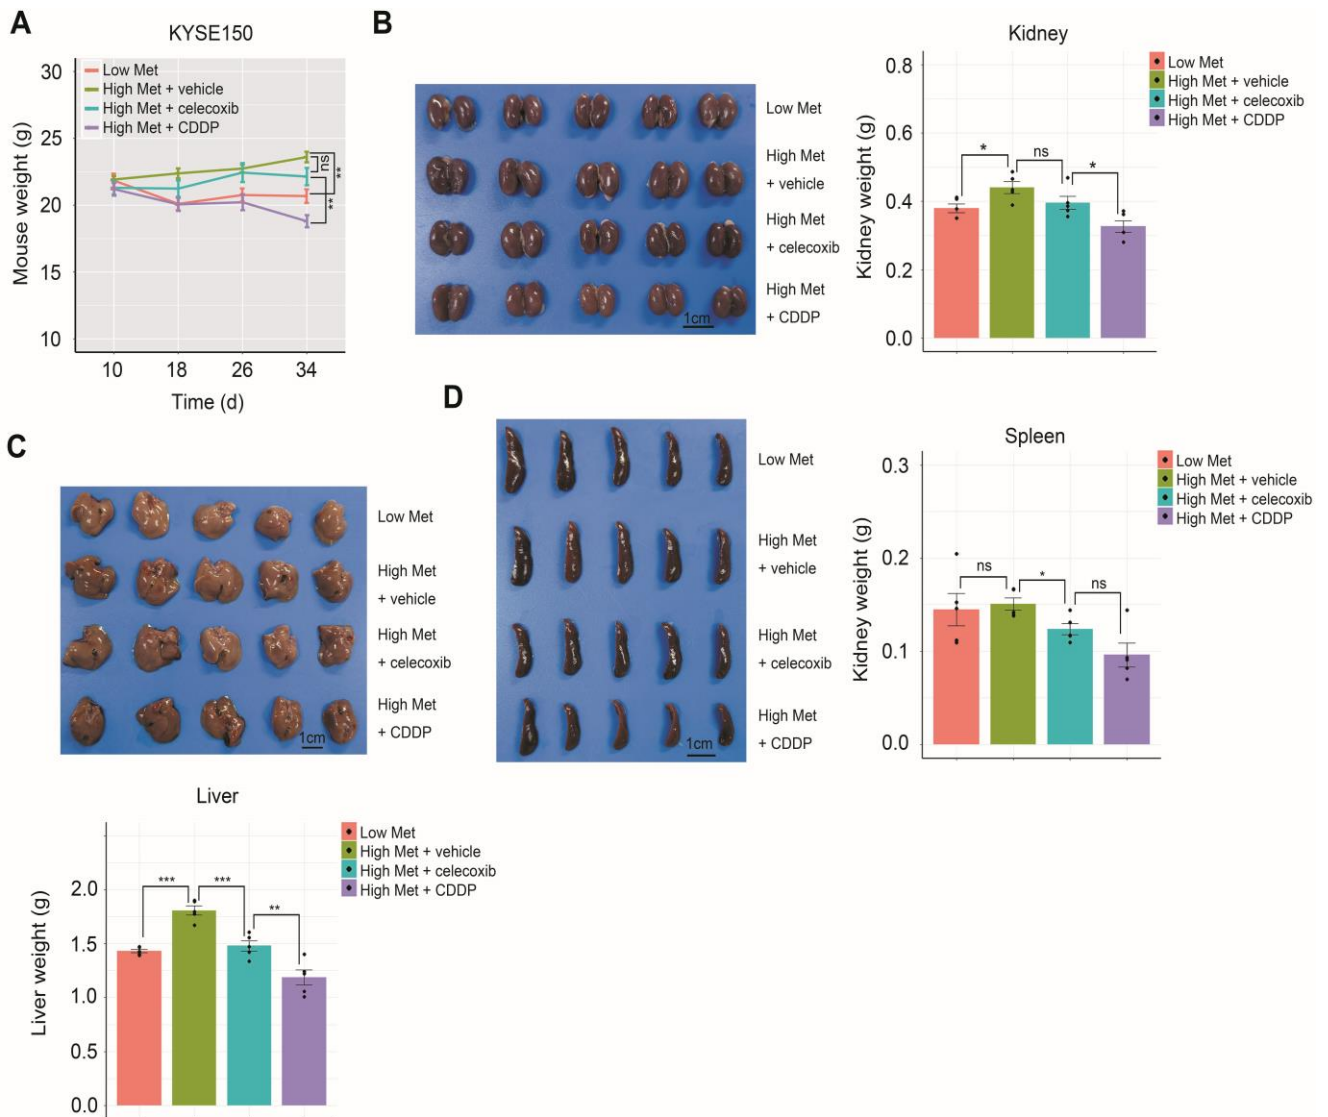 A
KYSE150
Mouse weight (g)
30
25
20
15
10
Low Met
High Met + vehicle
High Met + celecoxib
High Met + CDDP
ns
**
**
10 18 26 34
Time (d)
B
Low Met
High Met
+ vehicle
High Met
+ celecoxib
High Met
+ CDDP
1cm
Kidney
Kidney weight (g)
0.8
0.6
0.4
0.2
0.0
* ns *
Low Met
High Met + vehicle
High Met + celecoxib
High Met + CDDP
C
Low Met
High Met
+ vehicle
High Met
+ celecoxib
High Met
+ CDDP
1cm
Liver
Liver weight (g)
2.0
1.5
1.0
0.5
0.0
*** *** **
Low Met
High Met + vehicle
High Met + celecoxib
High Met + CDDP
D
Low Met
High Met
+ vehicle
High Met
+ celecoxib
High Met
+ CDDP
1cm
Spleen
Kidney weight (g)
0.3
0.2
0.1
0.0
ns * ns
Low Met
High Met + vehicle
High Met + celecoxib
High Met + CDDP